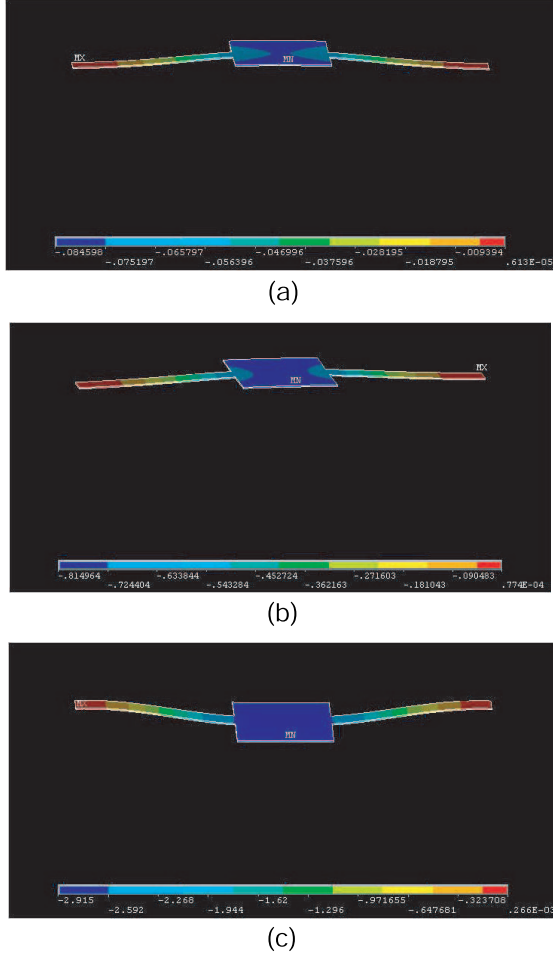 MX
MN
-.084598 -.065797 -.046996 -.028195 -.009394
-.075197 -.056396 -.037596 -.018795 .613E-05
(a)
MX
MN
-.814964 -.633844 -.452724 -.271603 -.090483
-.724404 -.543284 -.362163 -.181043 .774E-04
(b)
MX
MN
-2.915 -2.268 -1.62 -.971655 -.323708
-2.592 -1.944 -1.296 -.647681 .266E-03
(c)